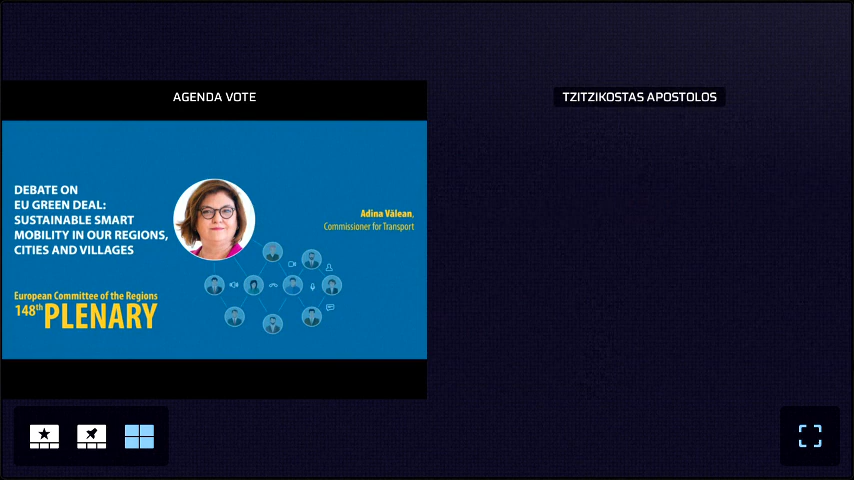 AGENDA VOTE
TZITZIKOSTAS APOSTOLOS
DEBATE ON
EU GREEN DEAL:
SUSTAINABLE SMART
MOBILITY IN OUR REGIONS,
CITIES AND VILLAGES
Adina Vălean,
Commissioner for Transport
European Committee of the Regions
148th PLENARY